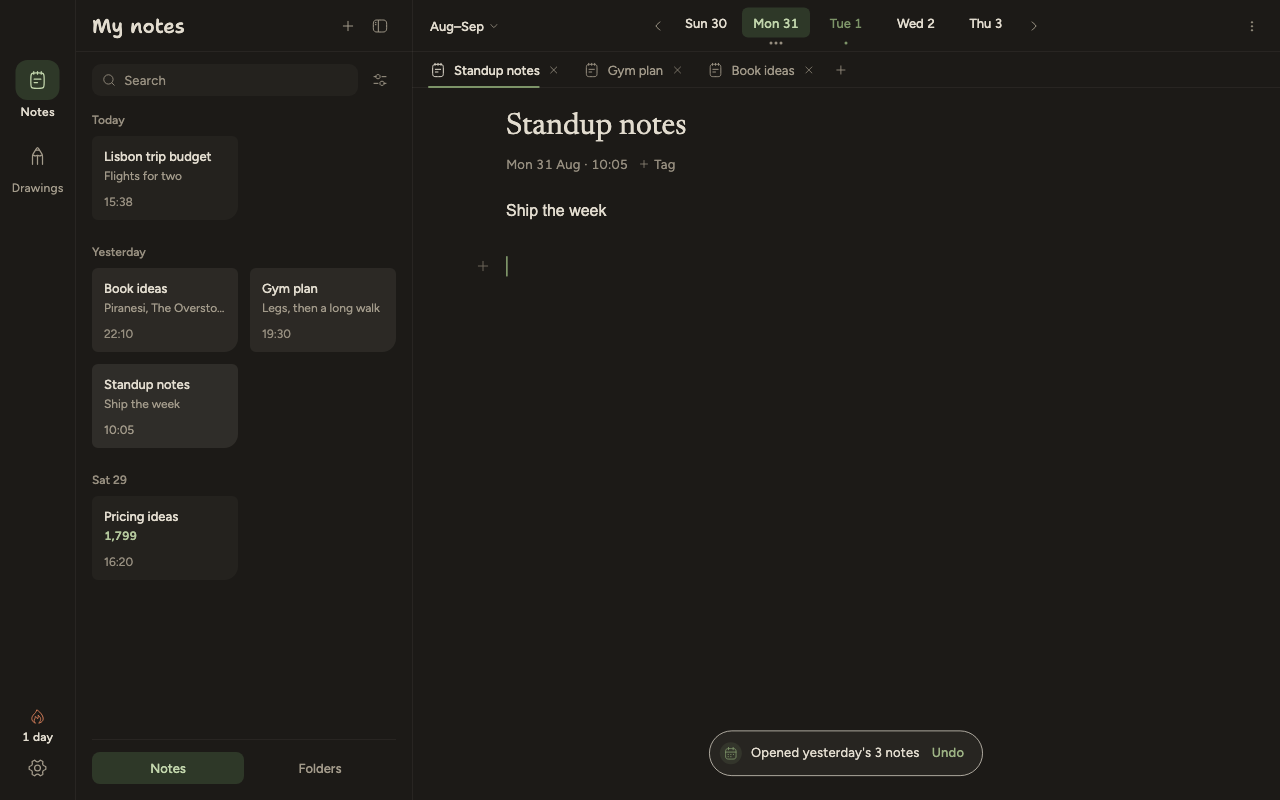 My notes
Search
Notes
Drawings
Today
Lisbon trip budget
Flights for two
15:38
Yesterday
Book ideas
Piranesi, The Oversto...
22:10
Gym plan
Legs, then a long walk
19:30
Standup notes
Ship the week
10:05
Sat 29
Pricing ideas
1,799
16:20
1 day
Notes
Folders
Aug–Sep
Sun 30
Mon 31
Tue 1
Wed 2
Thu 3
Standup notes
Gym plan
Book ideas
Standup notes
Mon 31 Aug · 10:05 + Tag
Ship the week
Opened yesterday's 3 notes Undo